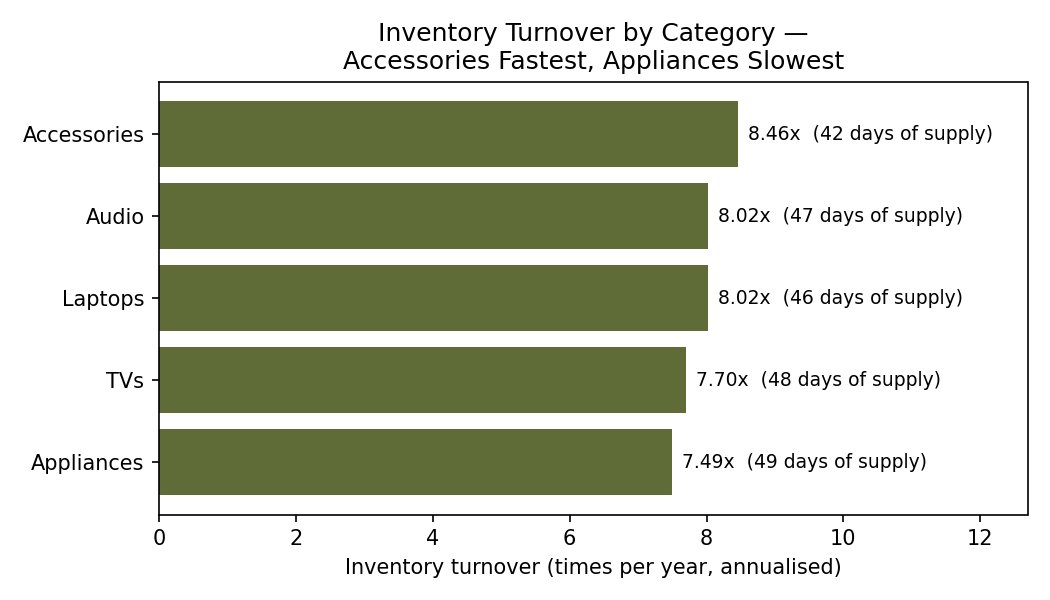 Inventory Turnover by Category —
Accessories Fastest, Appliances Slowest
Accessories
8.46x  (42 days of supply)
Audio
8.02x  (47 days of supply)
Laptops
8.02x  (46 days of supply)
TVs
7.70x  (48 days of supply)
Appliances
7.49x  (49 days of supply)
0 2 4 6 8 10 12
Inventory turnover (times per year, annualised)